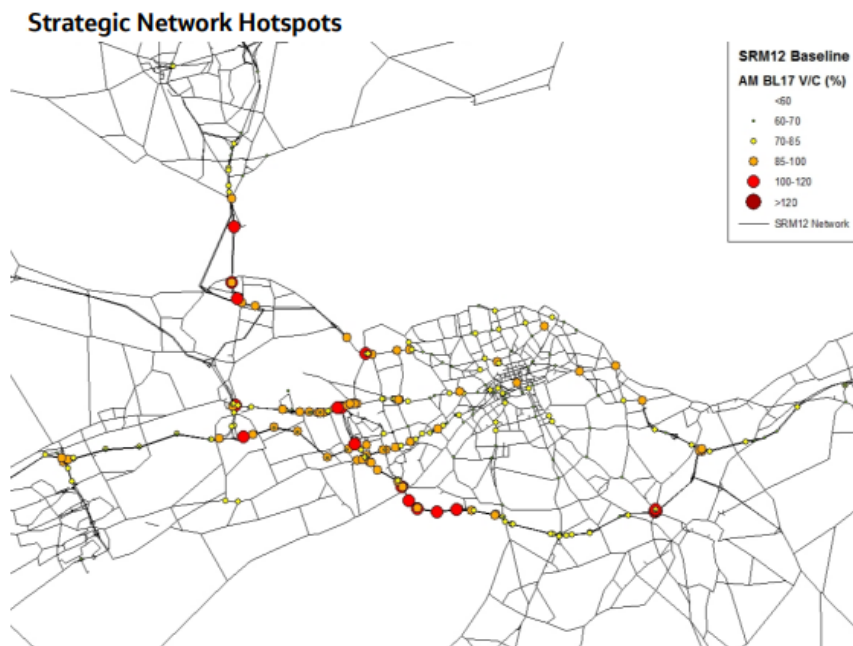 Strategic Network Hotspots
SRM12 Baseline
AM BL17 V/C (%)
<60
60-70
70-85
85-100
100-120
>120
SRM12 Network